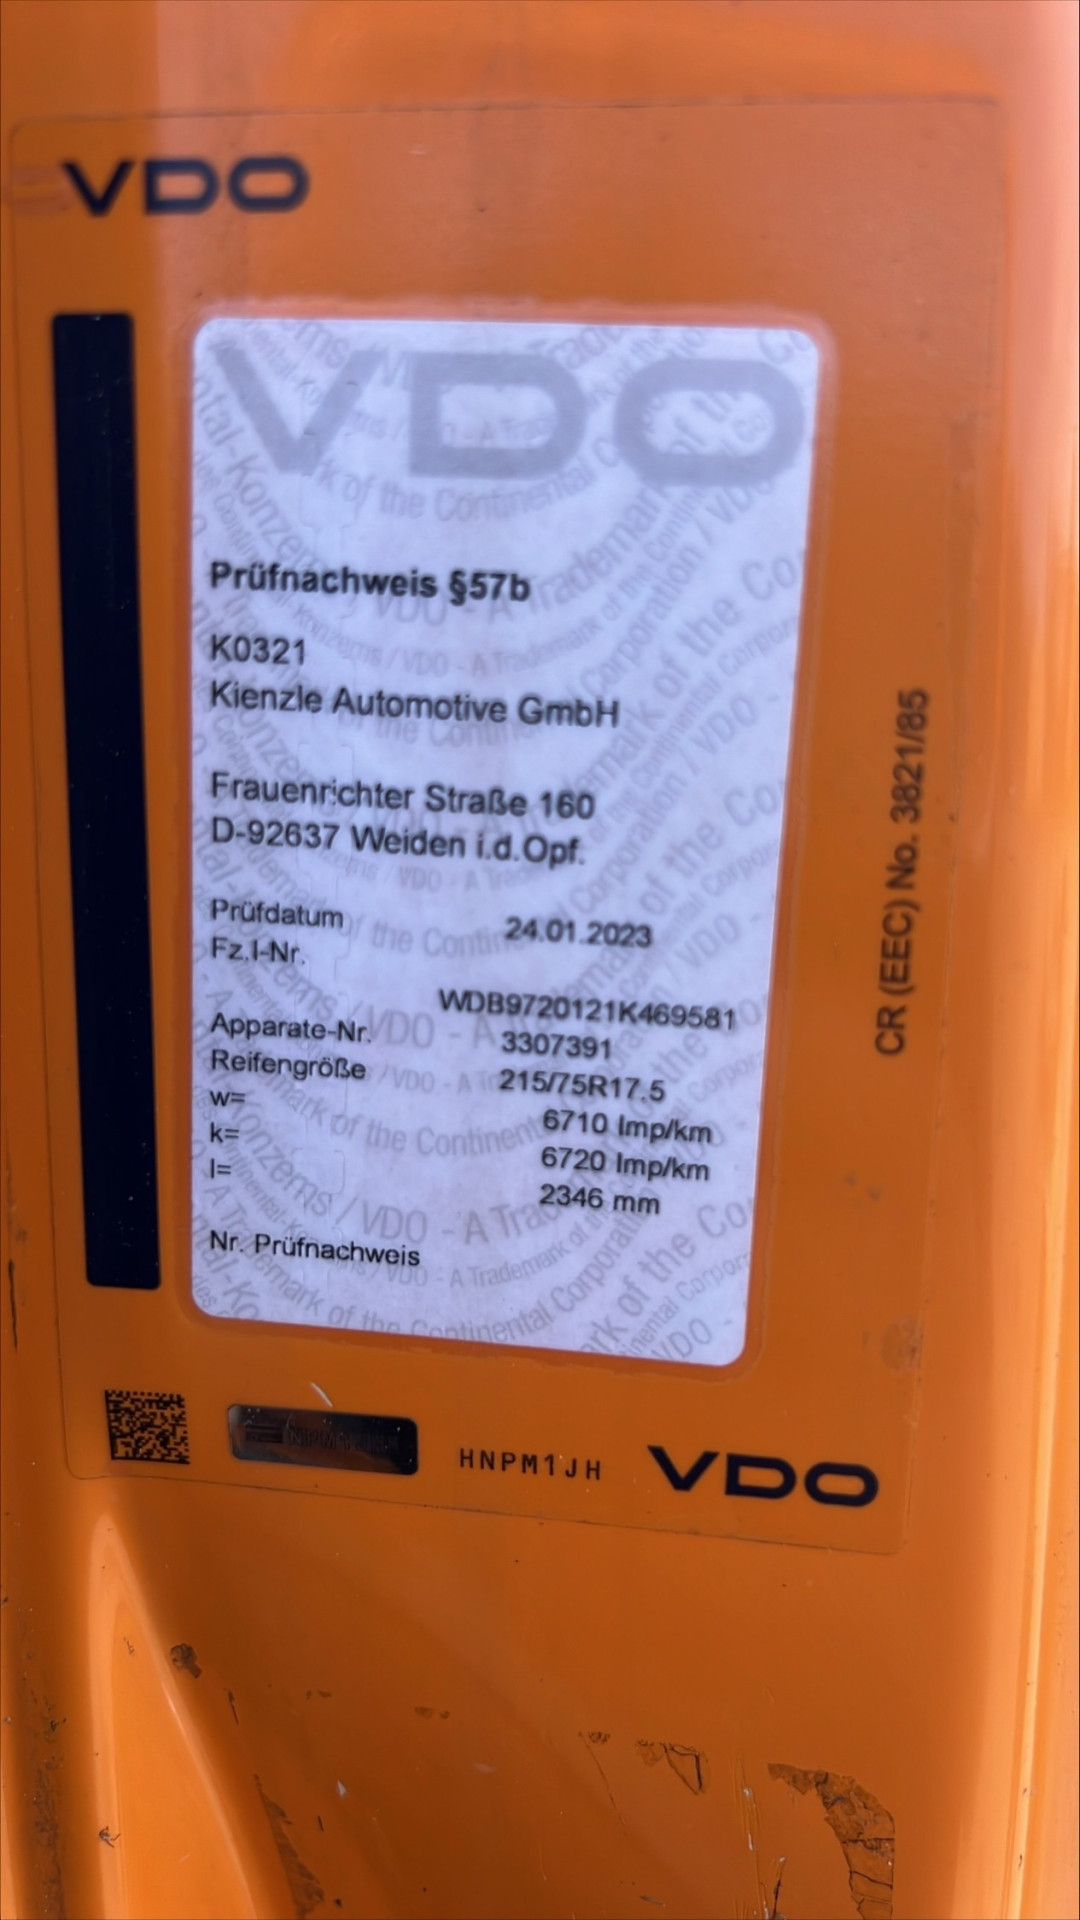 VDO
VDO
Prüfnachweis §57b
K0321
Kienzle Automotive GmbH
Frauenrichter Straße 160
D-92637 Weiden i.d.Opf.
Prüfdatum 24.01.2023
Fz.I-Nr.
WDB9720121K469581
Apparate-Nr. 3307391
Reifengröße 215/75R17.5
w= 6710 Imp/km
k= 6720 Imp/km
l= 2346 mm
Nr. Prüfnachweis
CR (EEC) No. 3821/85
HNPM1JH
VDO